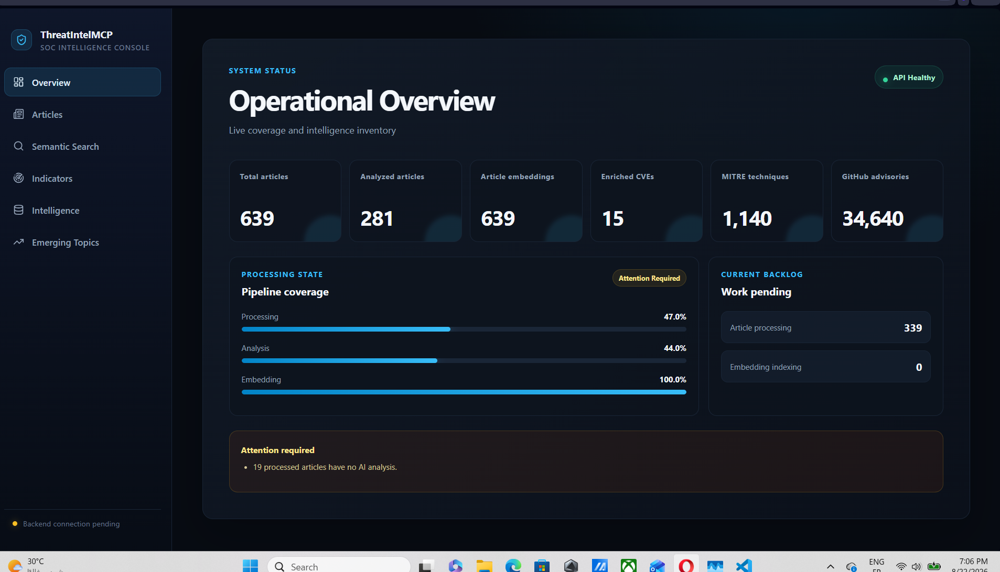 ThreatIntelMCP
SOC INTELLIGENCE CONSOLE
Overview
Articles
Semantic Search
Indicators
Intelligence
Emerging Topics
Backend connection pending
SYSTEM STATUS
API Healthy
Operational Overview
Live coverage and intelligence inventory
Total articles
639
Analyzed articles
281
Article embeddings
639
Enriched CVEs
15
MITRE techniques
1,140
GitHub advisories
34,640
PROCESSING STATE
Attention Required
Pipeline coverage
Processing 47.0%
Analysis 44.0%
Embedding 100.0%
CURRENT BACKLOG
Work pending
Article processing 339
Embedding indexing 0
Attention required
• 19 processed articles have no AI analysis.
30°C
Search
ENG
7:06 PM